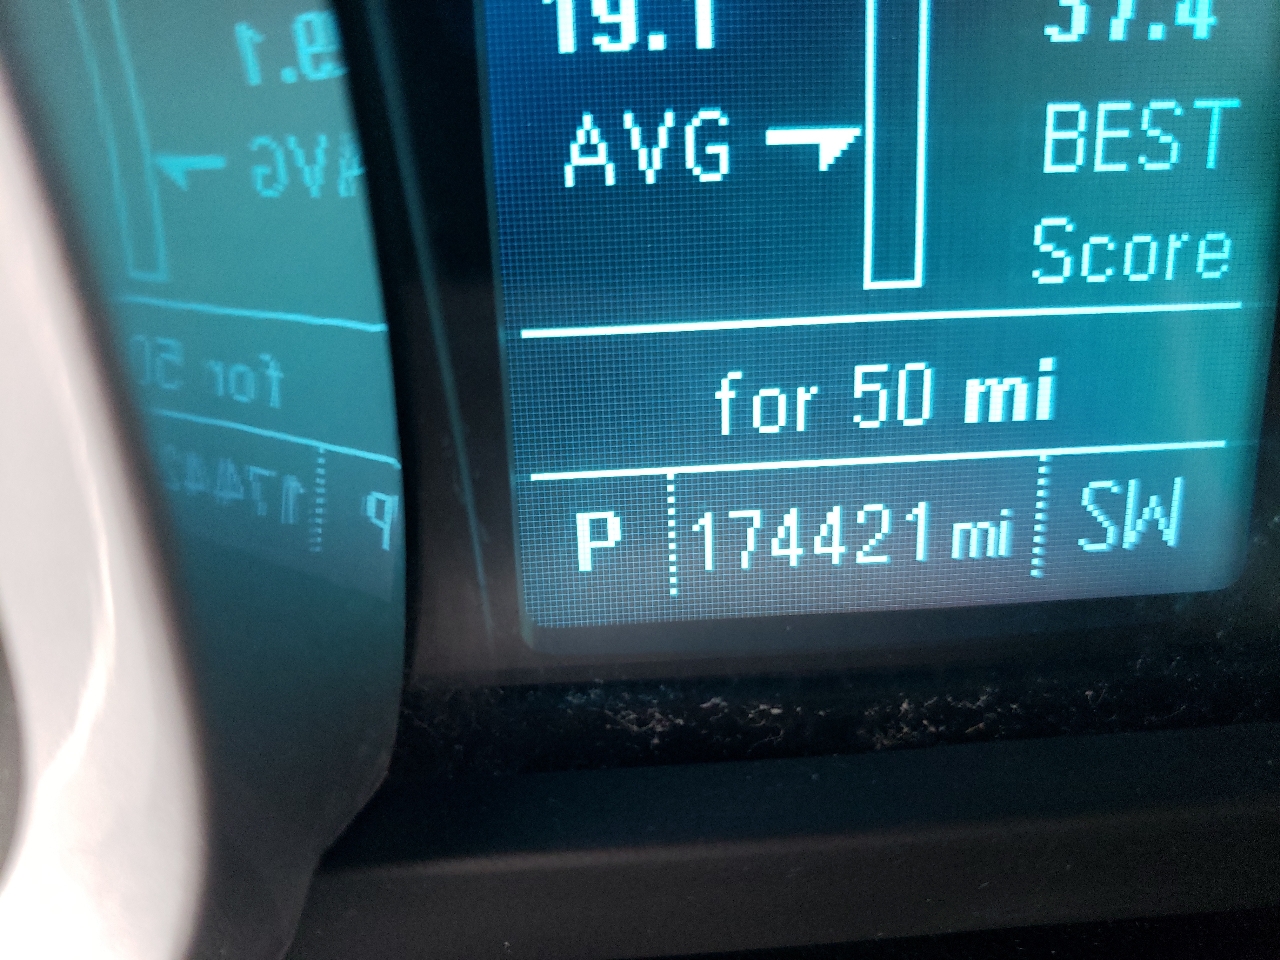 19.1 37.4
AVG BEST
Score
for 50 mi
P 174421 mi SW